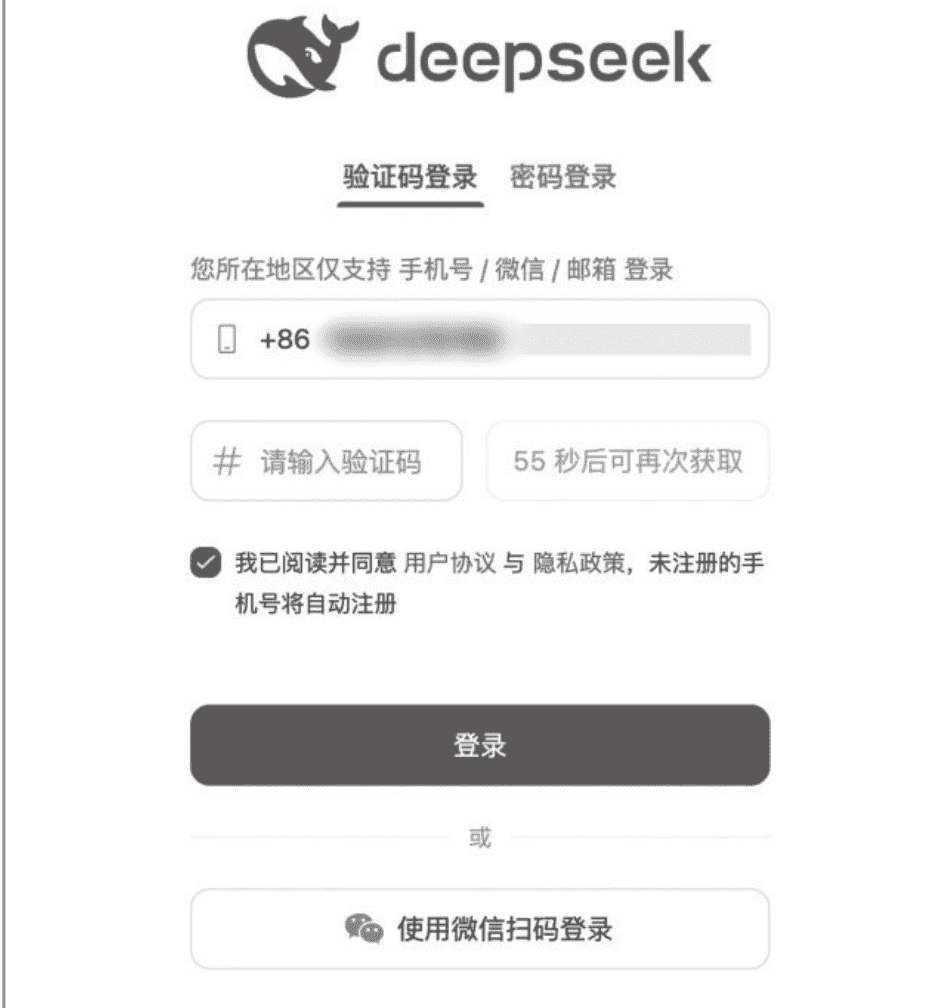 deepseek
验证码登录 密码登录
您所在地区仅支持 手机号 / 微信 / 邮箱 登录
+86
# 请输入验证码 55 秒后可再次获取
我已阅读并同意 用户协议 与 隐私政策，未注册的手
机号将自动注册
登录
或
使用微信扫码登录